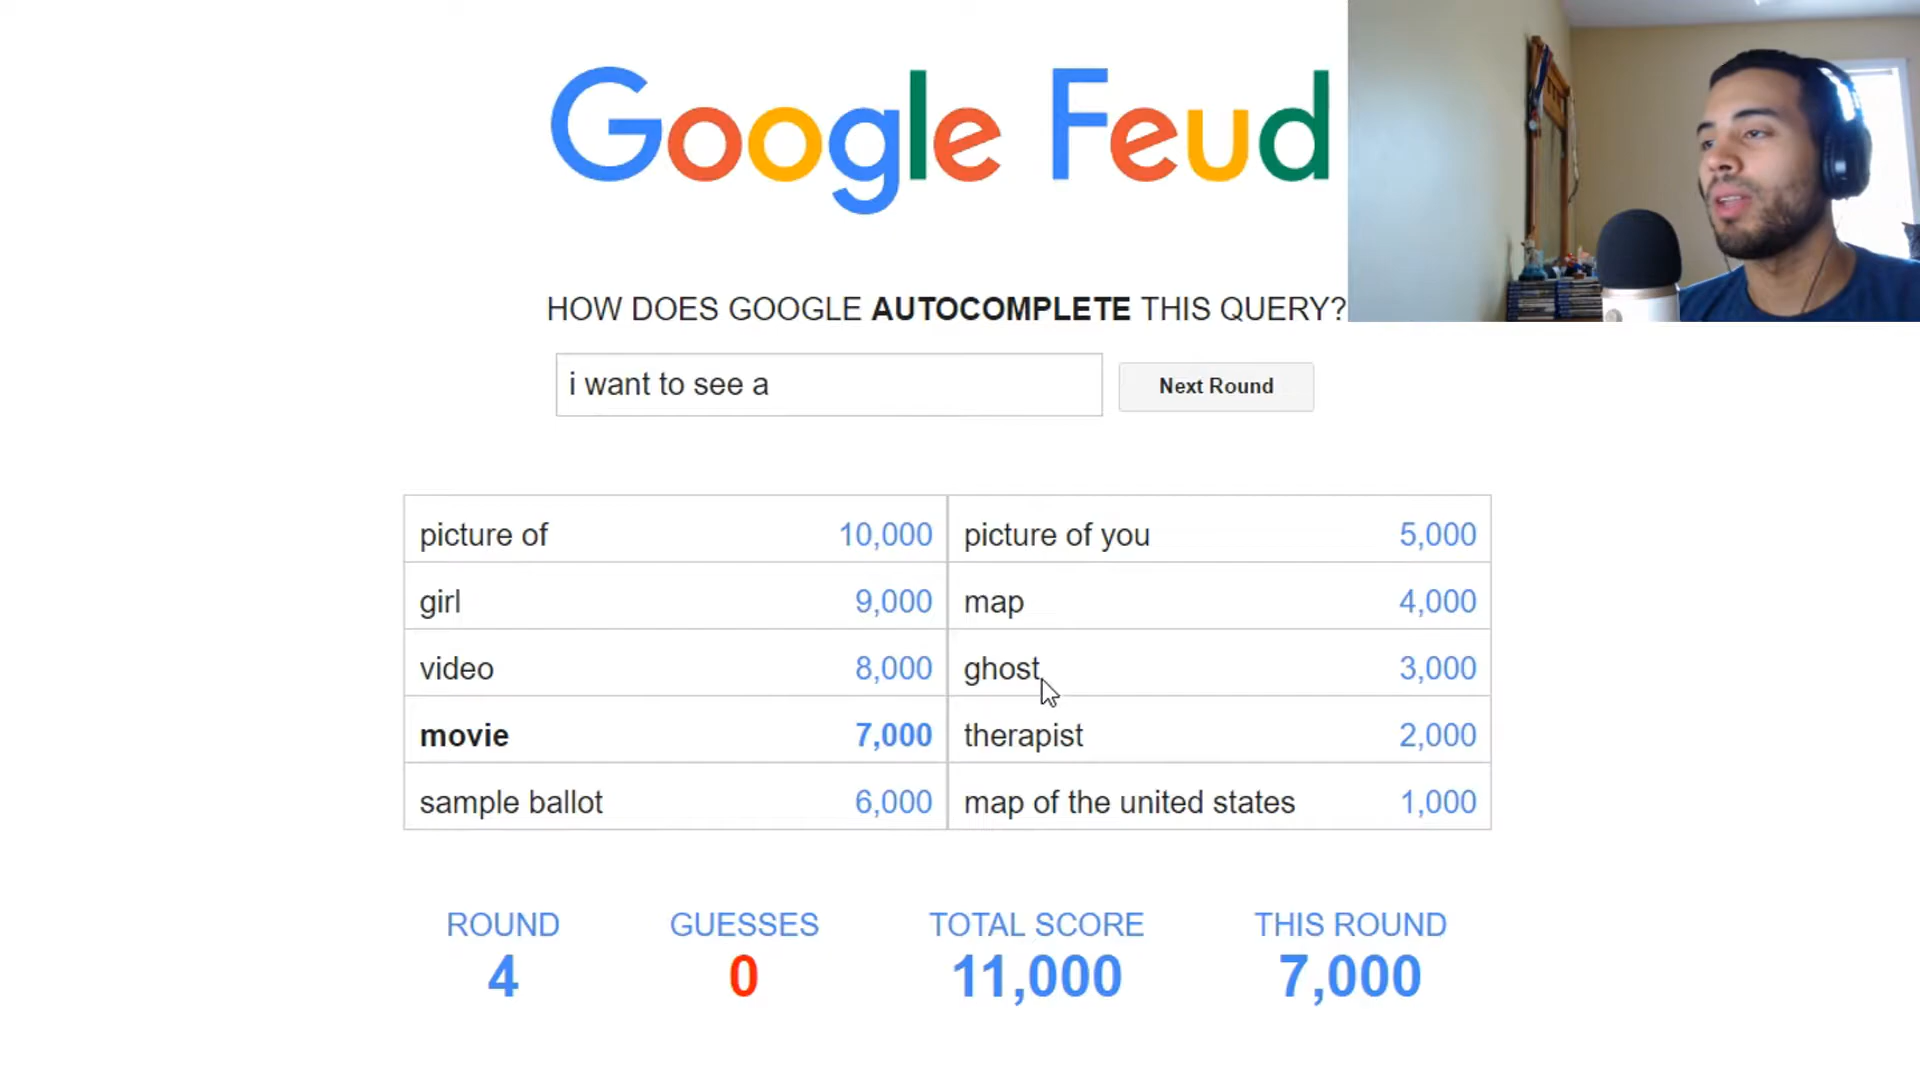 Google Feud
HOW DOES GOOGLE AUTOCOMPLETE THIS QUERY?
i want to see a
Next Round
picture of 10,000 picture of you 5,000
girl 9,000 map 4,000
video 8,000 ghost 3,000
movie 7,000 therapist 2,000
sample ballot 6,000 map of the united states 1,000
ROUND GUESSES TOTAL SCORE THIS ROUND
4 0 11,000 7,000